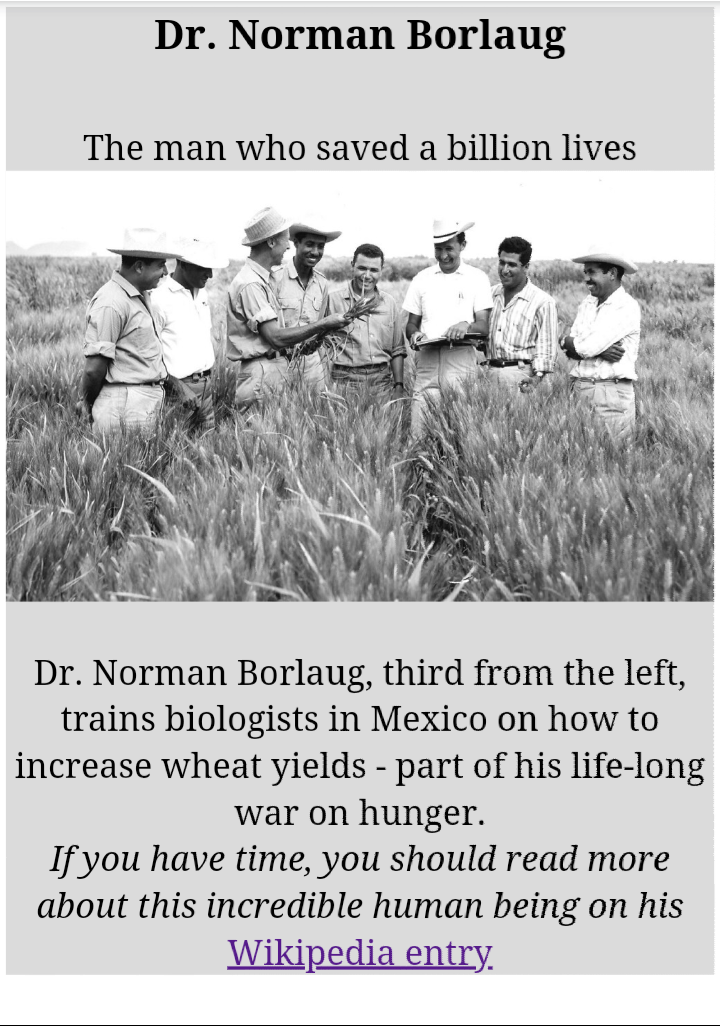 Dr. Norman Borlaug
The man who saved a billion lives
Dr. Norman Borlaug, third from the left,
trains biologists in Mexico on how to
increase wheat yields - part of his life-long
war on hunger.
If you have time, you should read more
about this incredible human being on his
Wikipedia entry